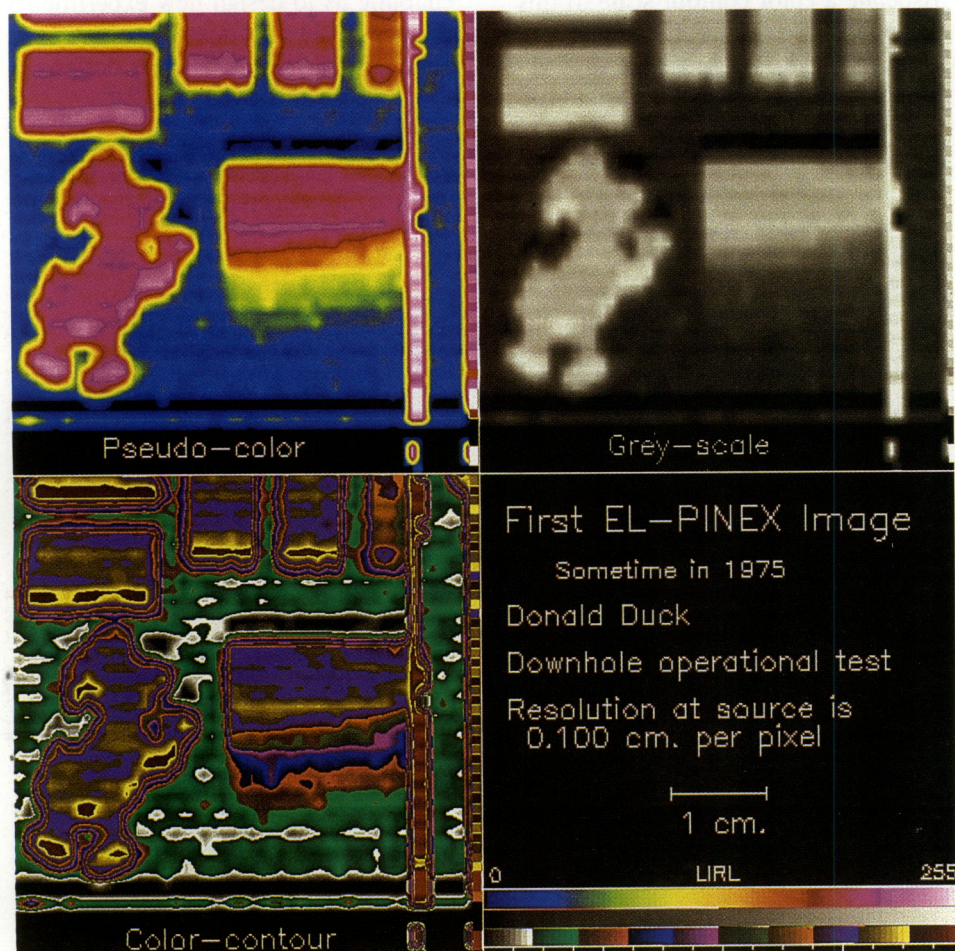 Pseudo-color
Grey-scale
Color-contour
First EL-PINEX Image
Sometime in 1975
Donald Duck
Downhole operational test
Resolution at source is
0.100 cm. per pixel
1 cm.
0 LIRL 255